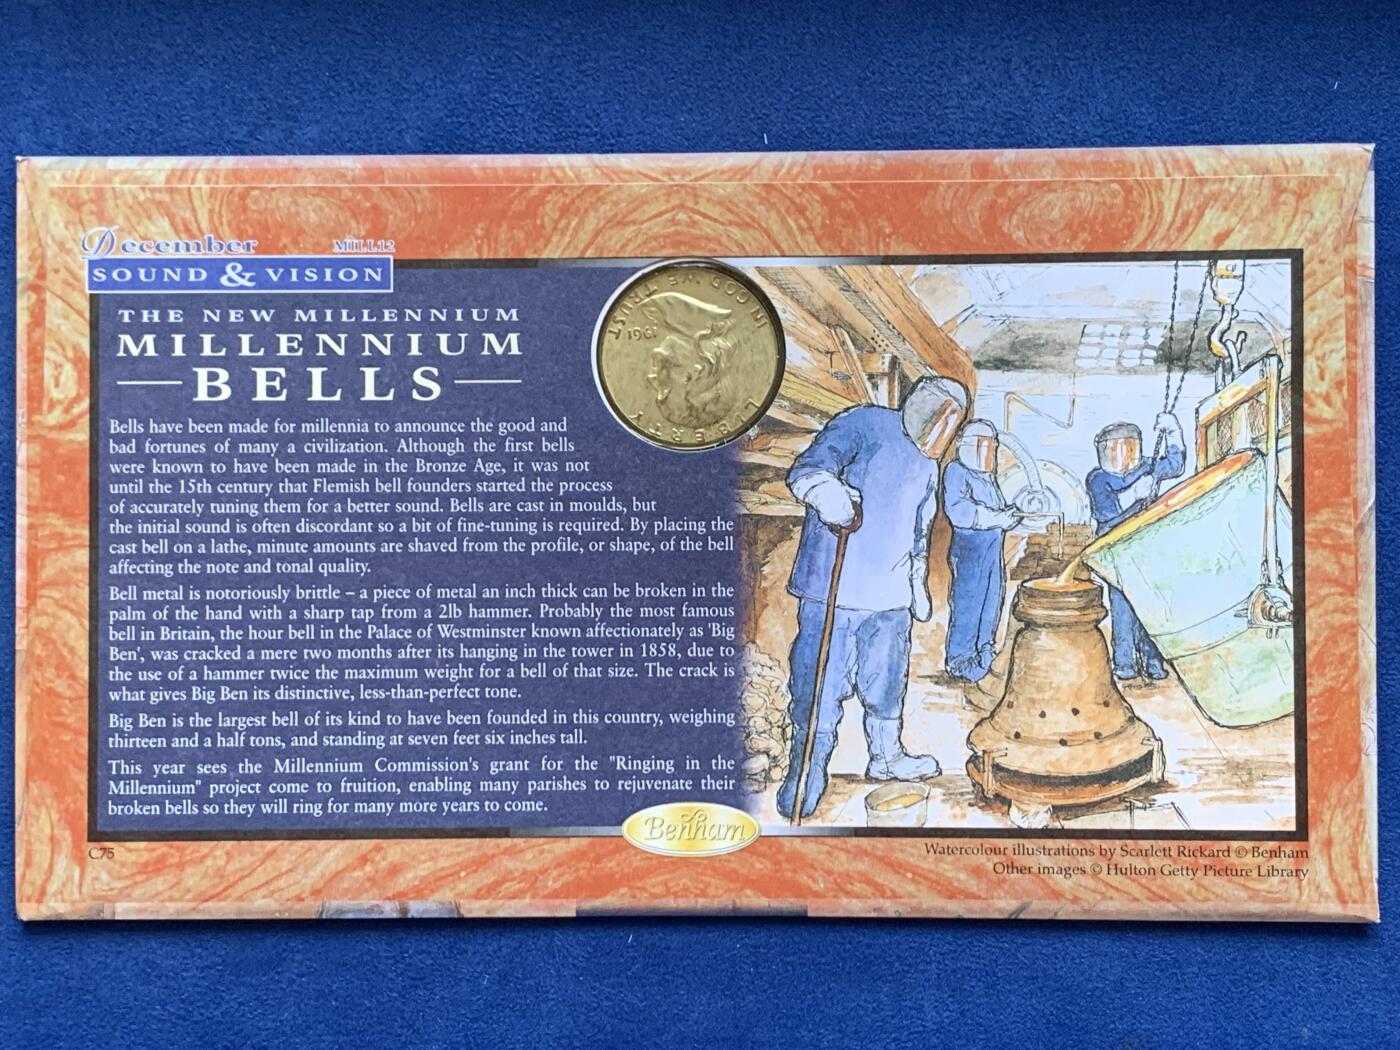 December MILL12
SOUND & VISION
THE NEW MILLENNIUM
MILLENNIUM
BELLS
IN GOD WE TRUST
1961
LIBERTY
Bells have been made for millennia to announce the good and
bad fortunes of many a civilization. Although the first bells
were known to have been made in the Bronze Age, it was not
until the 15th century that Flemish bell founders started the process
of accurately tuning them for a better sound. Bells are cast in moulds, but
the initial sound is often discordant so a bit of fine-tuning is required. By placing the
cast bell on a lathe, minute amounts are shaved from the profile, or shape, of the bell
affecting the note and tonal quality.
Bell metal is notoriously brittle – a piece of metal an inch thick can be broken in the
palm of the hand with a sharp tap from a 2lb hammer. Probably the most famous
bell in Britain, the hour bell in the Palace of Westminster known affectionately as 'Big
Ben', was cracked a mere two months after its hanging in the tower in 1858, due to
the use of a hammer twice the maximum weight for a bell of that size. The crack is
what gives Big Ben its distinctive, less-than-perfect tone.
Big Ben is the largest bell of its kind to have been founded in this country, weighing
thirteen and a half tons, and standing at seven feet six inches tall.
This year sees the Millennium Commission's grant for the "Ringing in the
Millennium" project come to fruition, enabling many parishes to rejuvenate their
broken bells so they will ring for many more years to come.
Benham
C75
Watercolour illustrations by Scarlett Rickard © Benham
Other images © Hulton Getty Picture Library